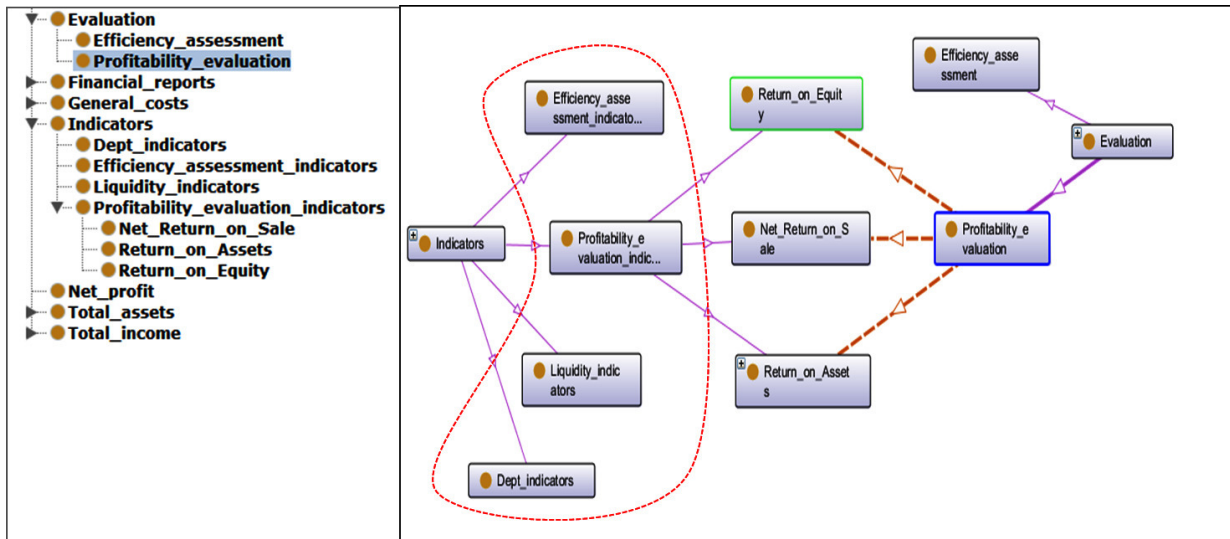 Evaluation
Efficiency_assessment
Profitability_evaluation
Financial_reports
General_costs
Indicators
Dept_indicators
Efficiency_assessment_indicators
Liquidity_indicators
Profitability_evaluation_indicators
Net_Return_on_Sale
Return_on_Assets
Return_on_Equity
Net_profit
Total_assets
Total_income
Efficiency_asse
ssment_indicato...
Return_on_Equit
y
Efficiency_asse
ssment
Evaluation
Indicators
Profitability_e
valuation_indic...
Net_Return_on_S
ale
Profitability_e
valuation
Liquidity_indic
ators
Return_on_Asset
s
Dept_indicators